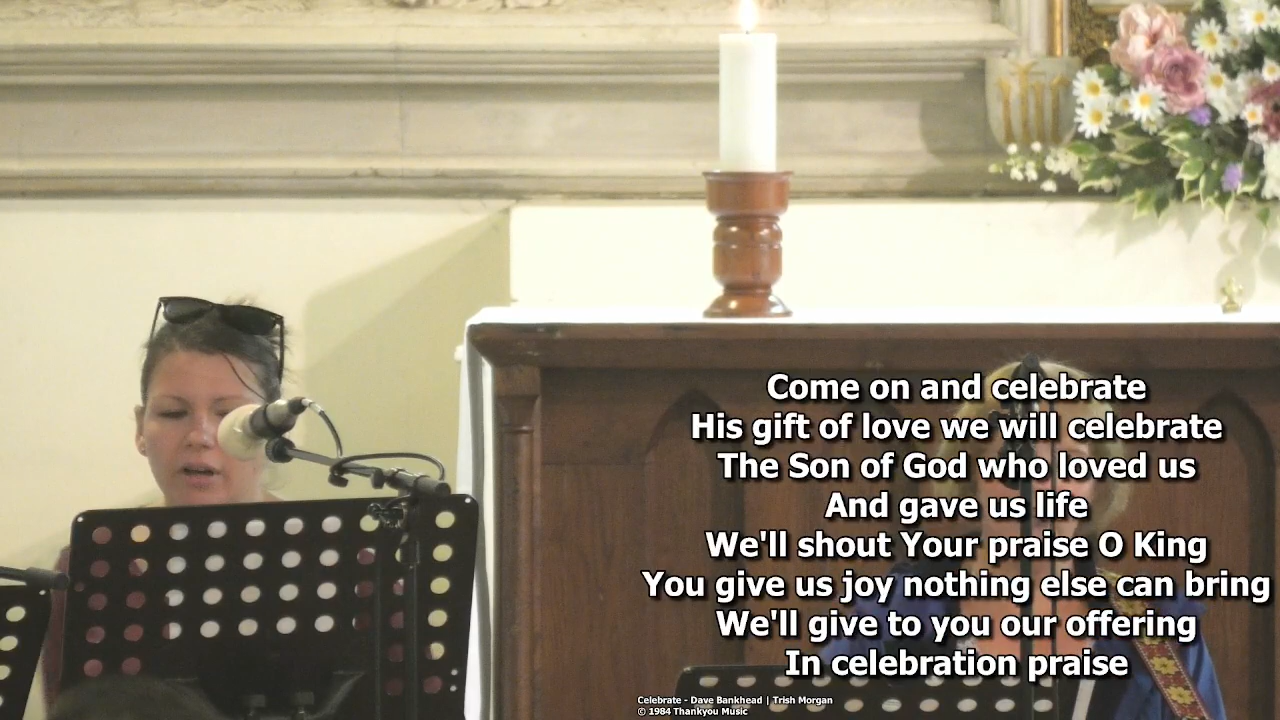 Come on and celebrate
His gift of love we will celebrate
The Son of God who loved us
And gave us life
We'll shout Your praise O King
You give us joy nothing else can bring
We'll give to you our offering
In celebration praise
Celebrate - Dave Bankhead | Trish Morgan
© 1984 Thankyou Music